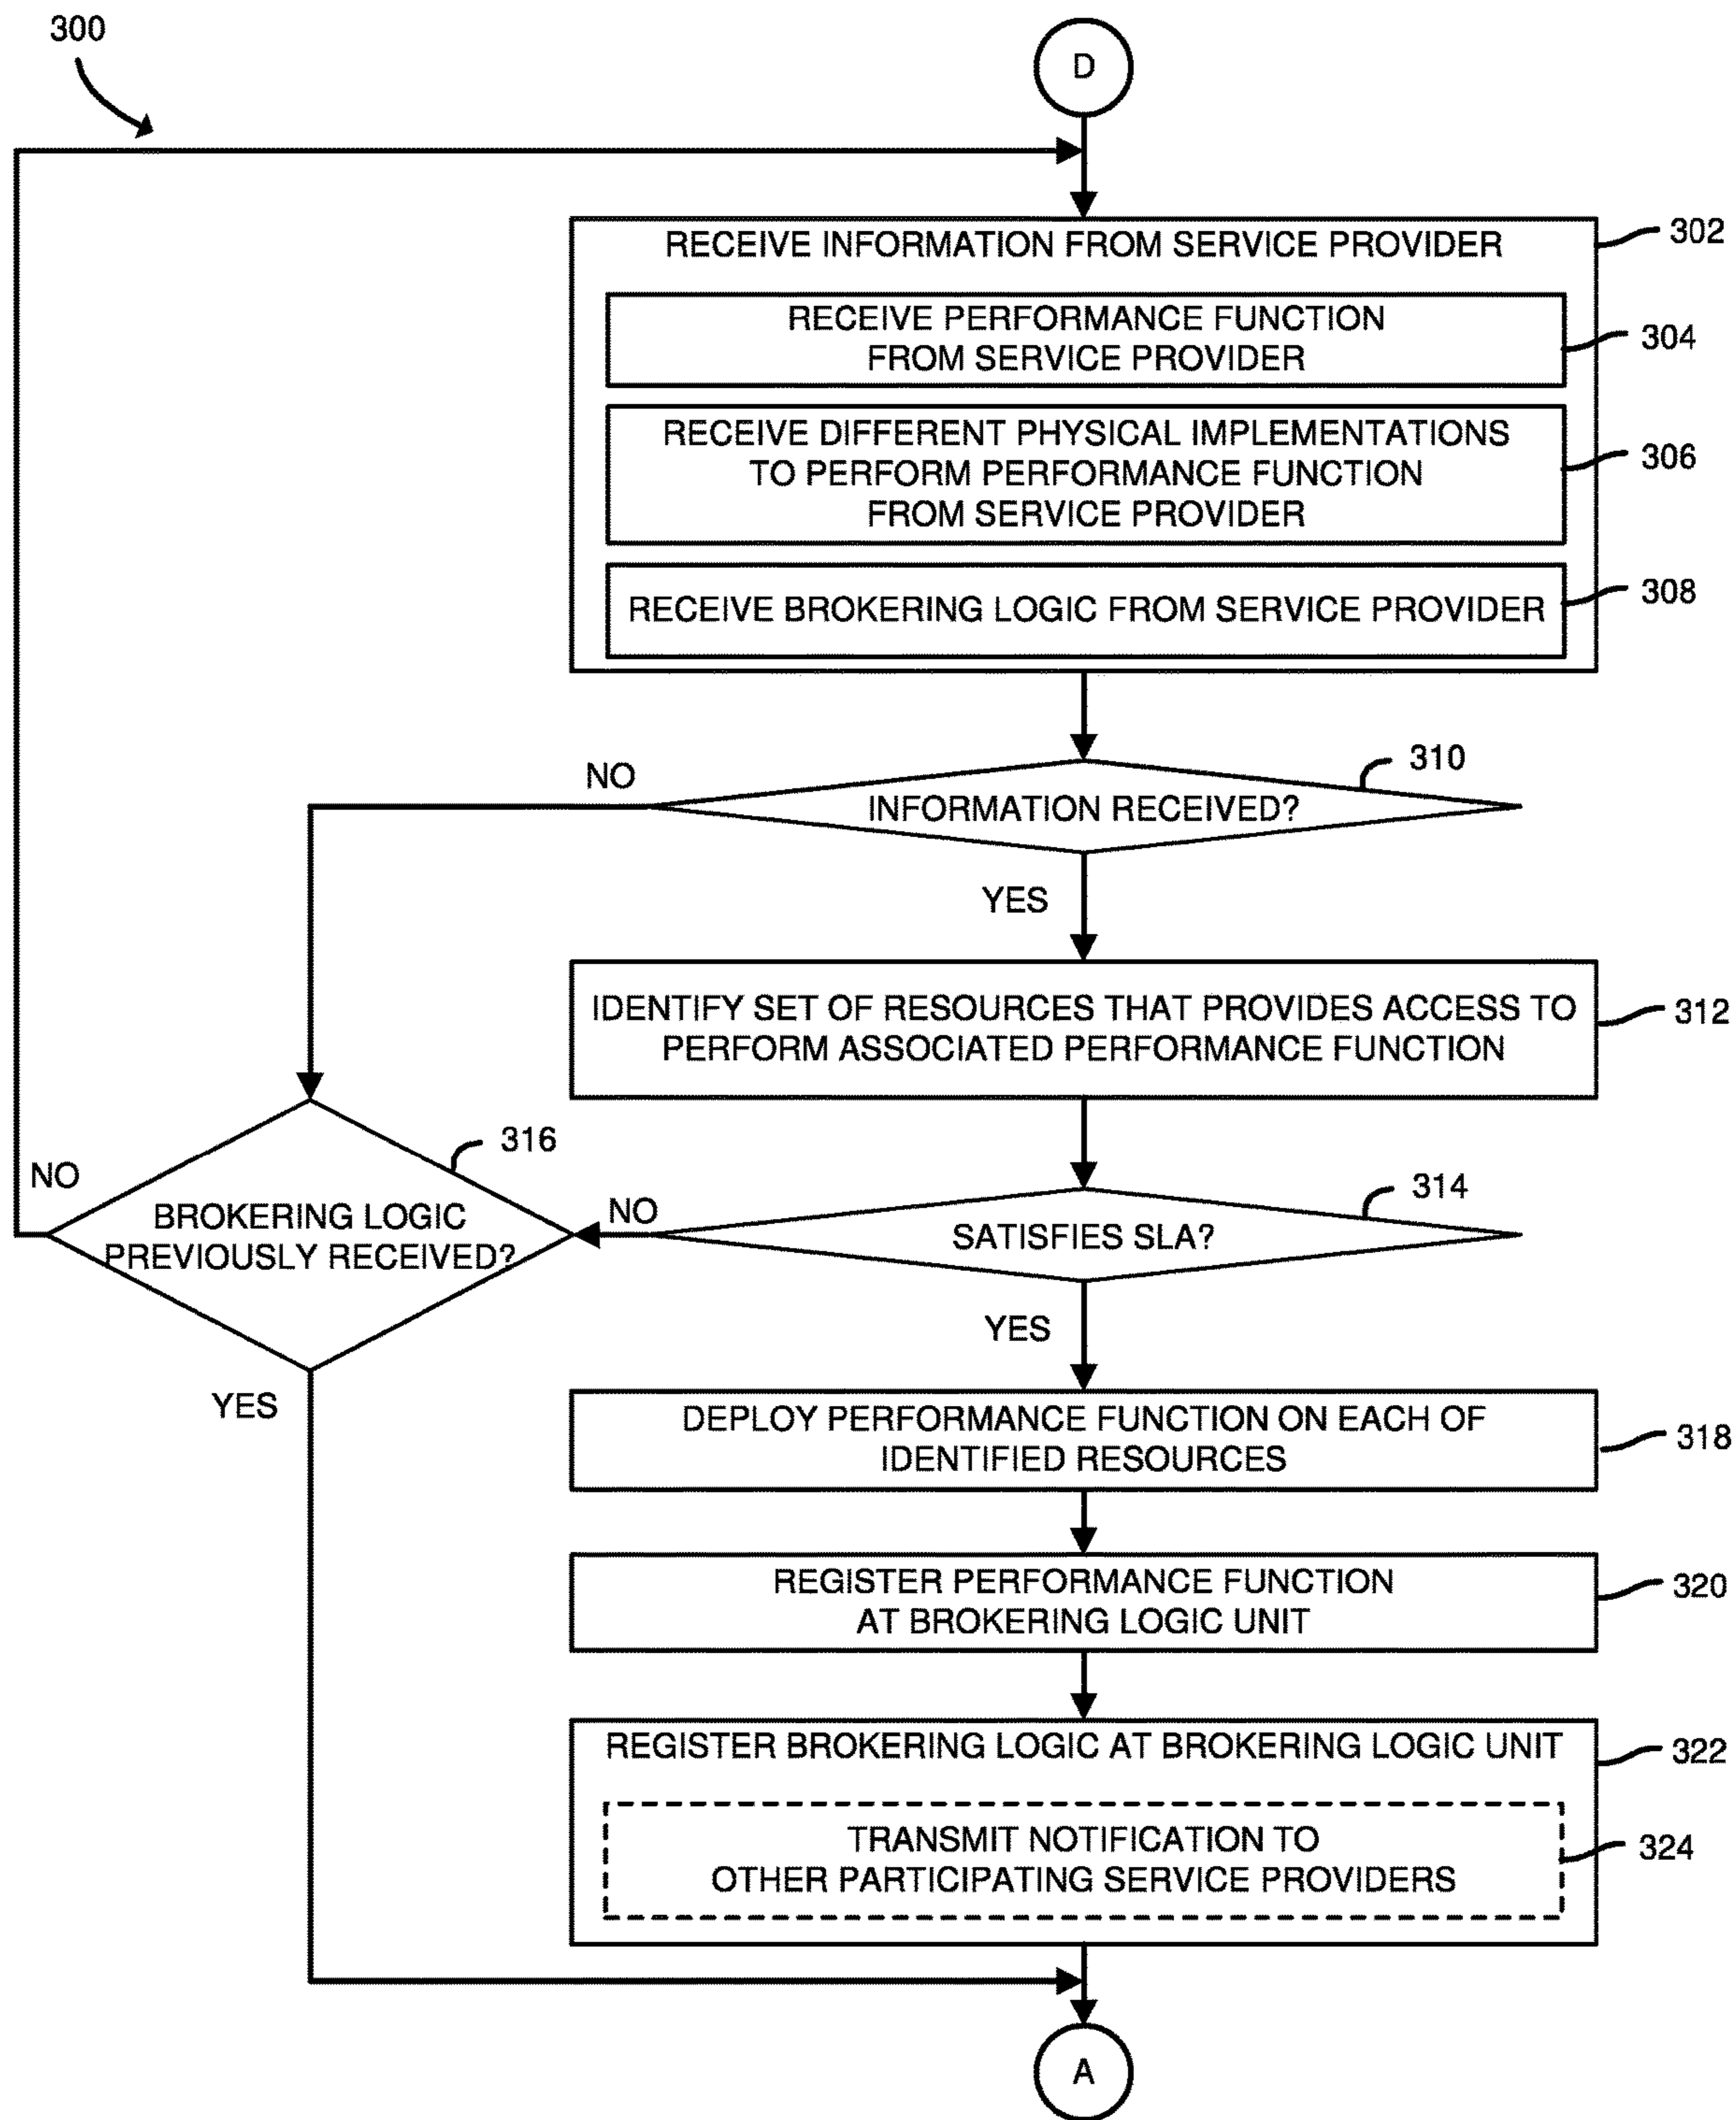 300
D
RECEIVE INFORMATION FROM SERVICE PROVIDER
302
RECEIVE PERFORMANCE FUNCTION
FROM SERVICE PROVIDER
304
RECEIVE DIFFERENT PHYSICAL IMPLEMENTATIONS
TO PERFORM PERFORMANCE FUNCTION
FROM SERVICE PROVIDER
306
RECEIVE BROKERING LOGIC FROM SERVICE PROVIDER
308
NO
INFORMATION RECEIVED?
310
YES
IDENTIFY SET OF RESOURCES THAT PROVIDES ACCESS TO
PERFORM ASSOCIATED PERFORMANCE FUNCTION
312
NO
316
BROKERING LOGIC
PREVIOUSLY RECEIVED?
NO
SATISFIES SLA?
314
YES
YES
DEPLOY PERFORMANCE FUNCTION ON EACH OF
IDENTIFIED RESOURCES
318
REGISTER PERFORMANCE FUNCTION
AT BROKERING LOGIC UNIT
320
REGISTER BROKERING LOGIC AT BROKERING LOGIC UNIT
322
TRANSMIT NOTIFICATION TO
OTHER PARTICIPATING SERVICE PROVIDERS
324
A